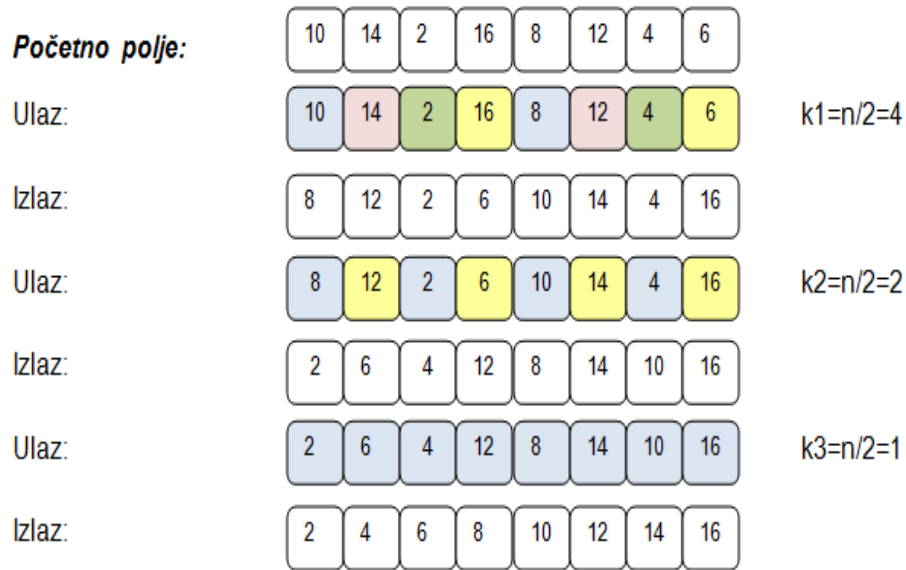 Početno polje: 10 14 2 16 8 12 4 6
Ulaz: 10 14 2 16 8 12 4 6 k1=n/2=4
Izlaz: 8 12 2 6 10 14 4 16
Ulaz: 8 12 2 6 10 14 4 16 k2=n/2=2
Izlaz: 2 6 4 12 8 14 10 16
Ulaz: 2 6 4 12 8 14 10 16 k3=n/2=1
Izlaz: 2 4 6 8 10 12 14 16